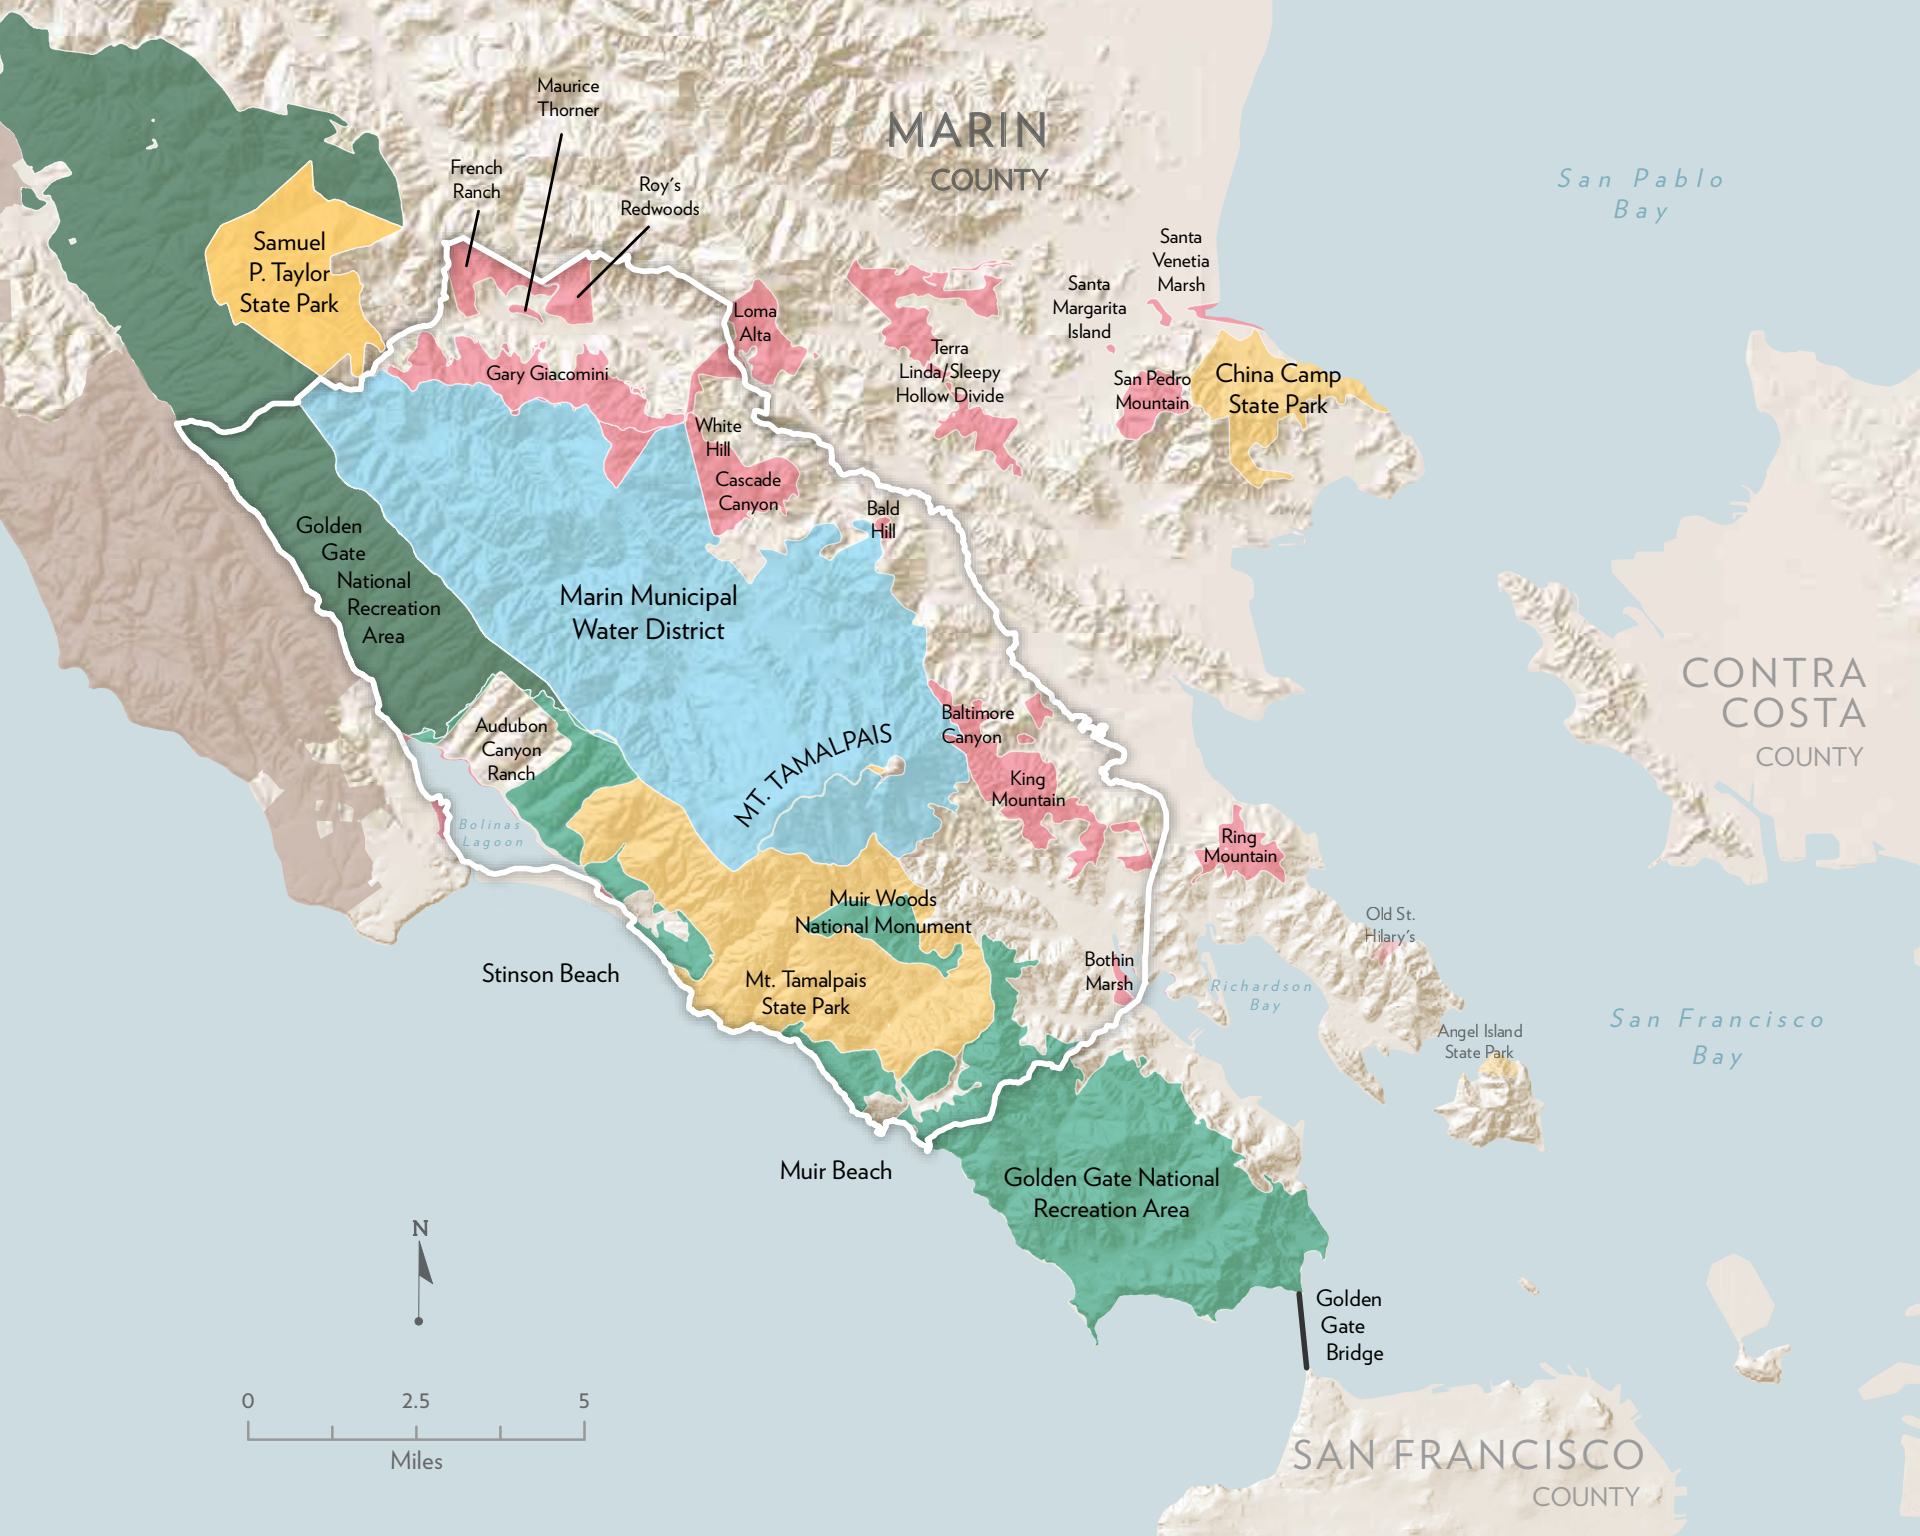 Maurice
Thorner
French
Ranch
Roy's
Redwoods
MARIN
COUNTY
San Pablo
Bay
Samuel
P. Taylor
State Park
Santa
Venetia
Marsh
Santa
Margarita
Island
Loma
Alta
Terra
Linda/Sleepy
Hollow Divide
Gary Giacomini
San Pedro
Mountain
China Camp
State Park
White
Hill
Cascade
Canyon
Bald
Hill
Golden
Gate
National
Recreation
Area
Marin Municipal
Water District
CONTRA
COSTA
COUNTY
Audubon
Canyon
Ranch
MT. TAMALPAIS
Baltimore
Canyon
King
Mountain
Bolinas
Lagoon
Ring
Mountain
Muir Woods
National Monument
Old St.
Hilary's
Stinson Beach
Mt. Tamalpais
State Park
Bothin
Marsh
Richardson
Bay
Angel Island
State Park
San Francisco
Bay
Muir Beach
Golden Gate National
Recreation Area
N
Golden
Gate
Bridge
0 2.5 5
Miles
SAN FRANCISCO
COUNTY